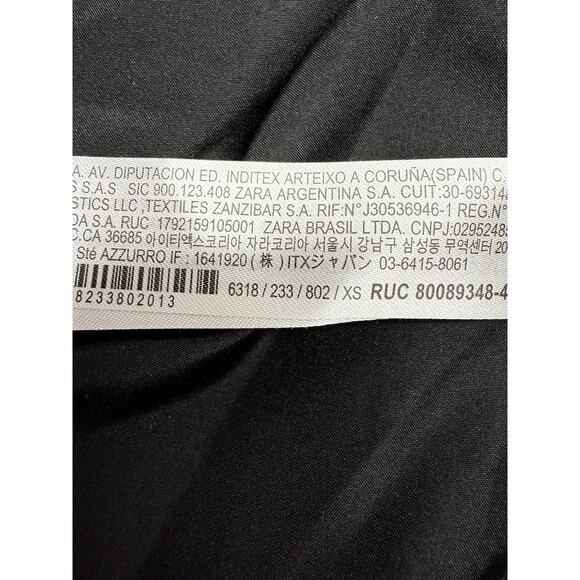 A. AV. DIPUTACION ED. INDITEX ARTEIXO A CORUÑA(SPAIN) C.
S S.A.S SIC 900.123.408 ZARA ARGENTINA S.A. CUIT:30-69314
STICS LLC ,TEXTILES ZANZIBAR S.A. RIF:N°J30536946-1 REG.N°
DA S.A. RUC 1792159105001 ZARA BRASIL LTDA. CNPJ:02952485
C.CA 36685 아이티엑스코리아 자라코리아 서울시 강남구 삼성동 무역센터 20
Sté AZZURRO IF : 1641920 ( 株 ) ITXジャパン 03-6415-8061
8233802013 6318 / 233 / 802 / XS RUC 80089348-4